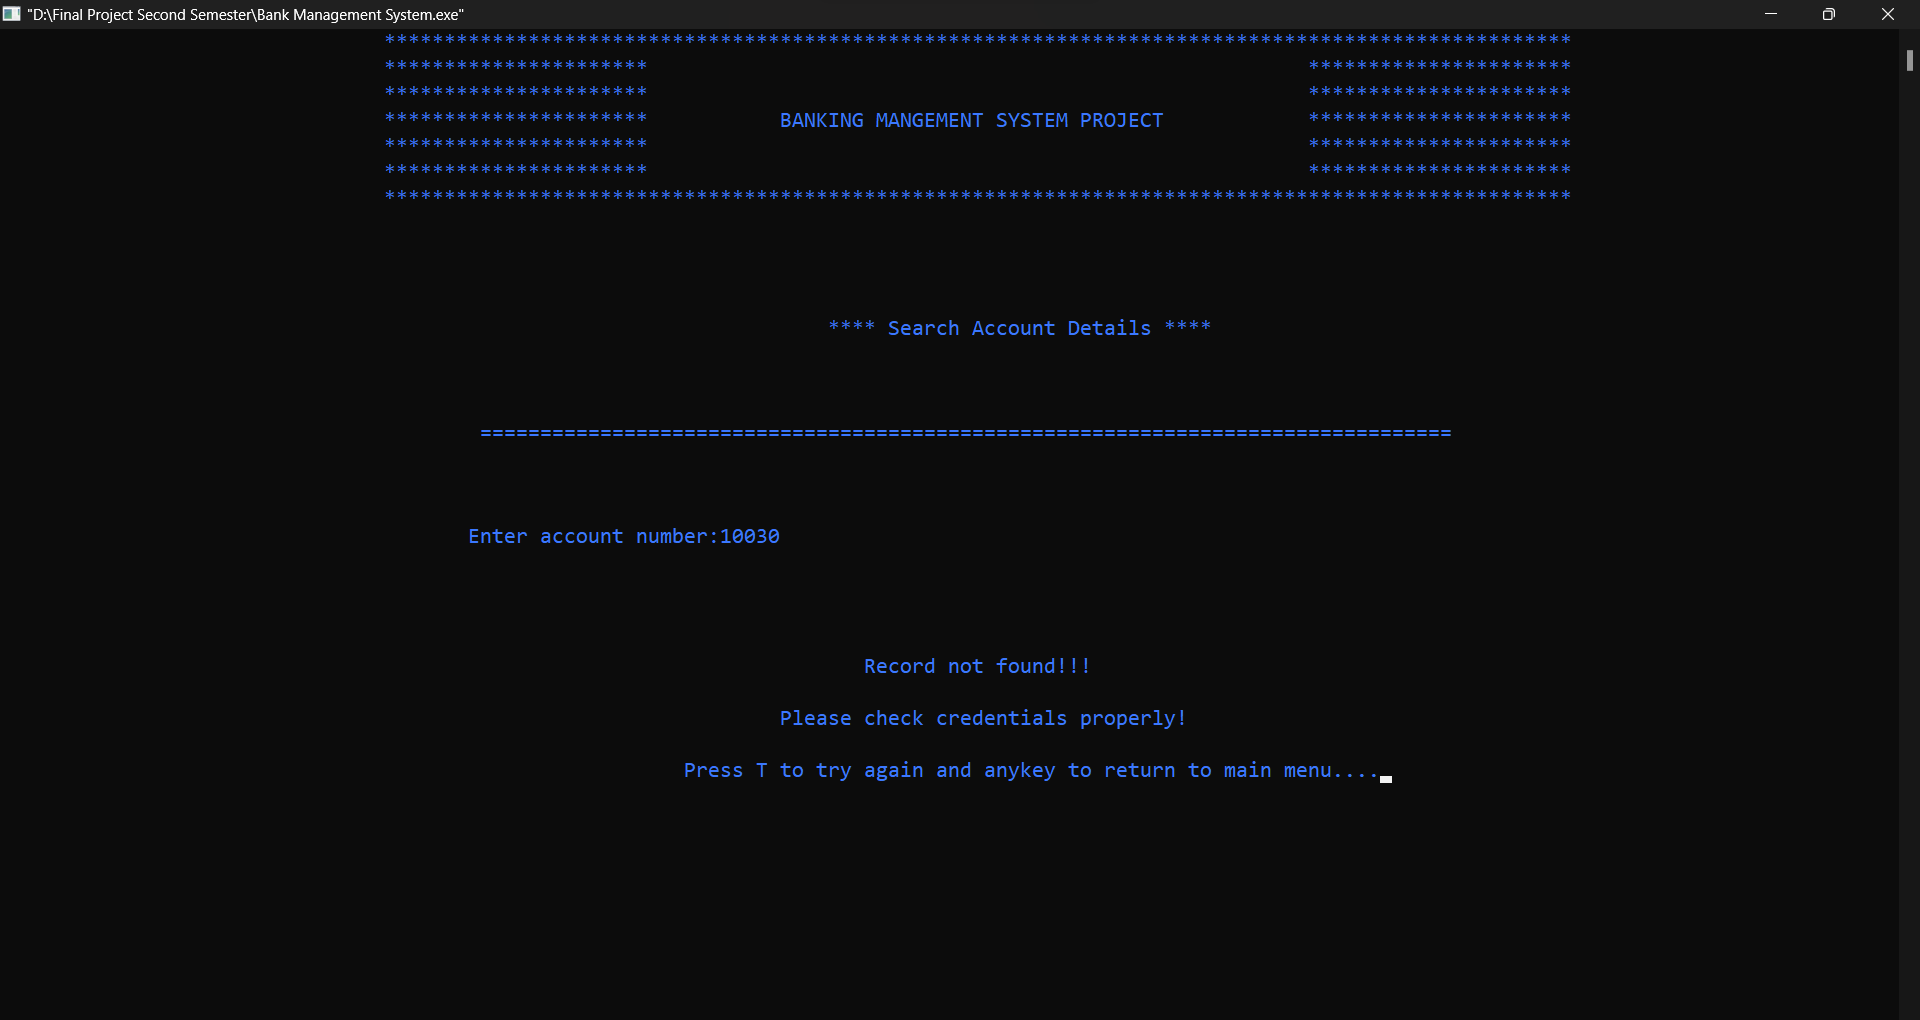 "D:\Final Project Second Semester\Bank Management System.exe"
***************************************************************************************************
********************** **********************
********************** **********************
********************** BANKING MANGEMENT SYSTEM PROJECT **********************
********************** **********************
********************** **********************
***************************************************************************************************
**** Search Account Details ****
=================================================================================
Enter account number:10030
Record not found!!!
Please check credentials properly!
Press T to try again and anykey to return to main menu....